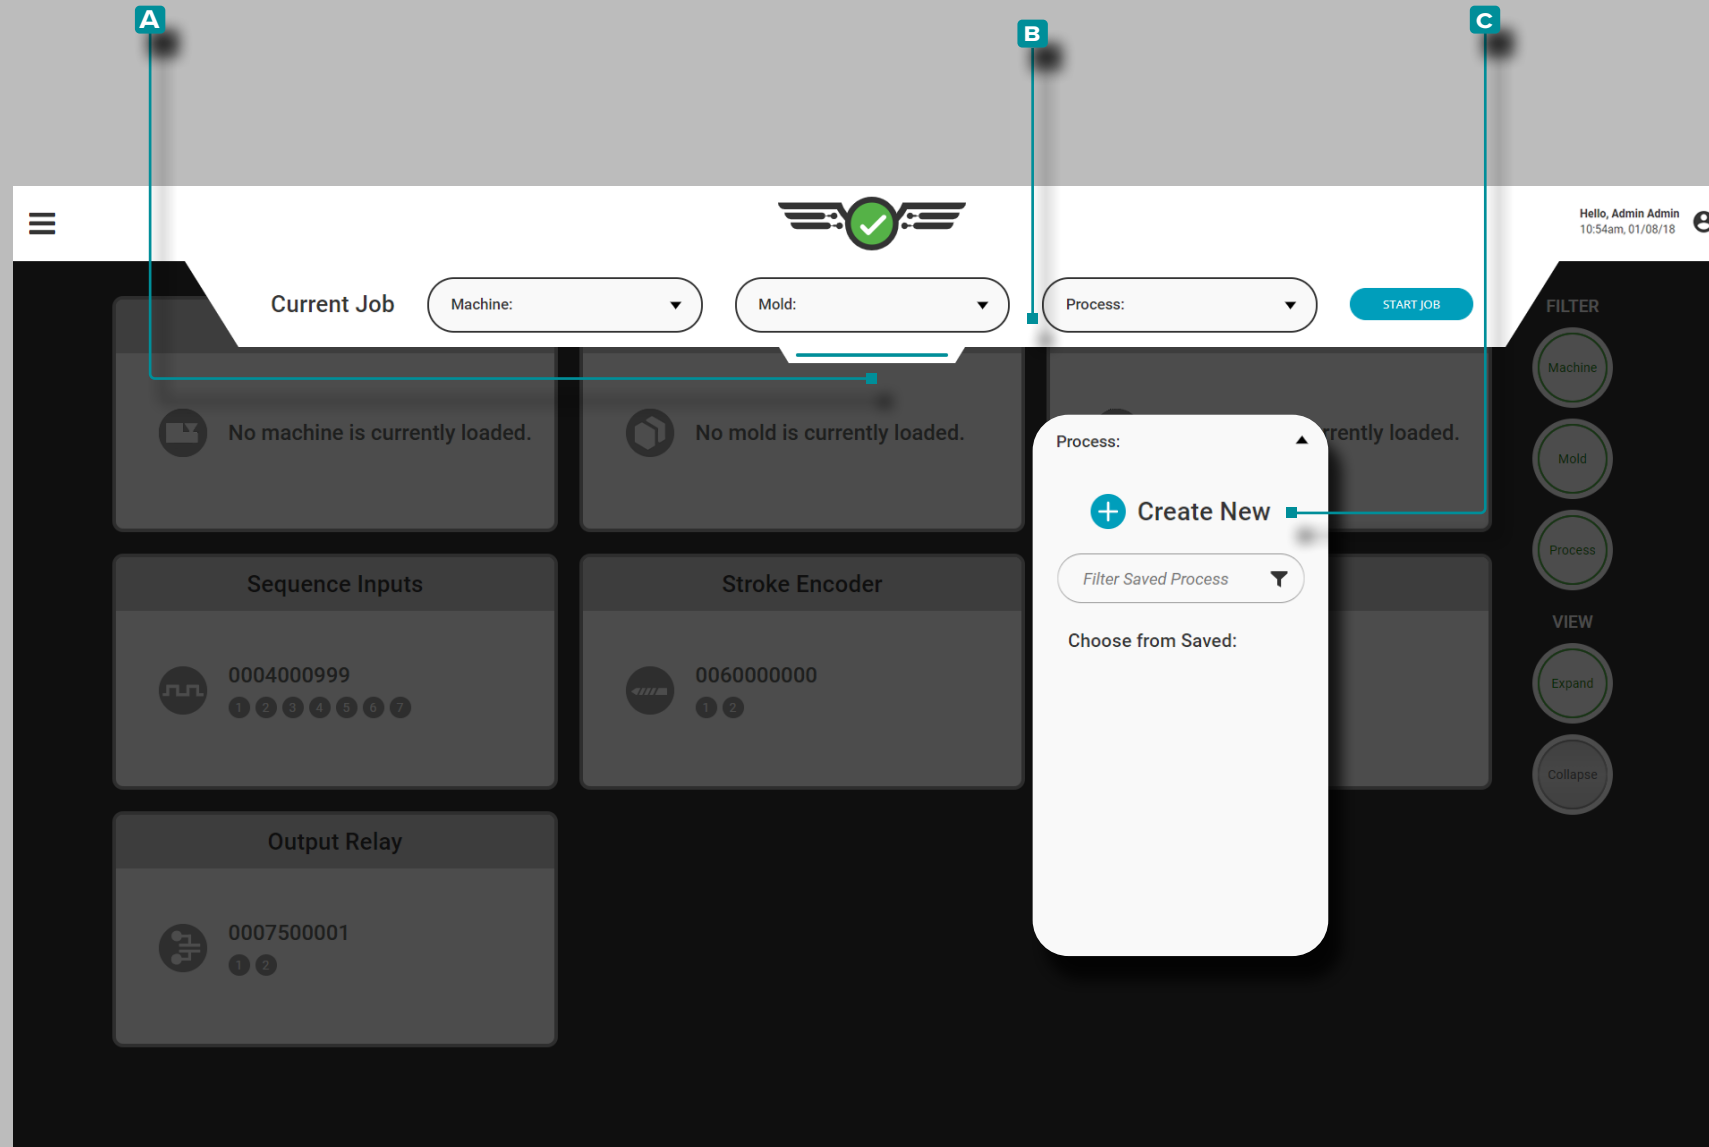 A
B
C
Hello, Admin Admin
10:54am, 01/08/18
Current Job
Machine:
Mold:
Process:
START JOB
FILTER
Machine
No machine is currently loaded.
No mold is currently loaded.
rrently loaded.
Process:
Mold
Create New
Process
Filter Saved Process
Sequence Inputs
Stroke Encoder
VIEW
Choose from Saved:
0004000999
1 2 3 4 5 6 7
0060000000
1 2
Expand
Collapse
Output Relay
0007500001
1 2